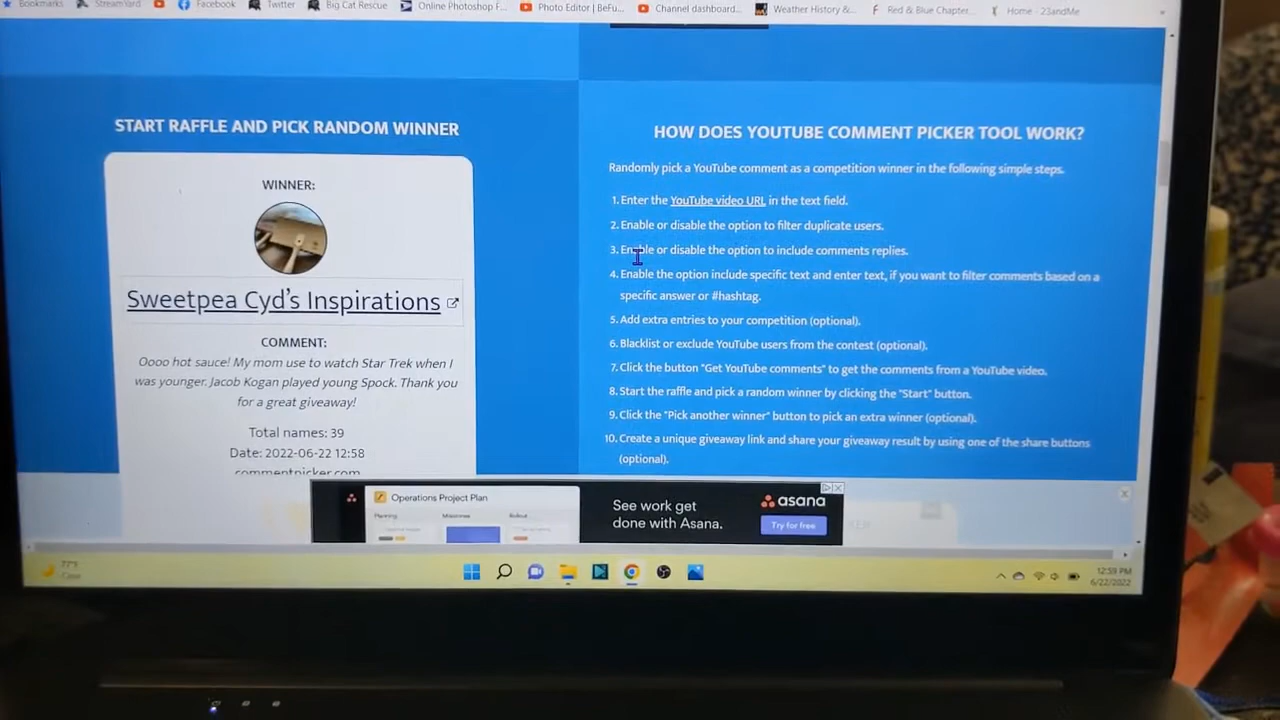 Bookmarks
StreamYard
Facebook
Twitter
Big Cat Rescue
Online Photoshop F...
Photo Editor | BeFu...
Channel dashboard...
Weather History &...
Red & Blue Chapter...
Home - 23andMe
START RAFFLE AND PICK RANDOM WINNER
WINNER:
Sweetpea Cyd's Inspirations
COMMENT:
Oooo hot sauce! My mom use to watch Star Trek when I
was younger. Jacob Kogan played young Spock. Thank you
for a great giveaway!
Total names: 39
Date: 2022-06-22 12:58
commentpicker.com
HOW DOES YOUTUBE COMMENT PICKER TOOL WORK?
Randomly pick a YouTube comment as a competition winner in the following simple steps.
1. Enter the YouTube video URL in the text field.
2. Enable or disable the option to filter duplicate users.
3. Enable or disable the option to include comments replies.
4. Enable the option include specific text and enter text, if you want to filter comments based on a
specific answer or #hashtag.
5. Add extra entries to your competition (optional).
6. Blacklist or exclude YouTube users from the contest (optional).
7. Click the button "Get YouTube comments" to get the comments from a YouTube video.
8. Start the raffle and pick a random winner by clicking the "Start" button.
9. Click the "Pick another winner" button to pick an extra winner (optional).
10. Create a unique giveaway link and share your giveaway result by using one of the share buttons
(optional).
Operations Project Plan
Planning
Milestones
Rollout
See work get
done with Asana.
asana
Try for free
77°F
12:59 PM
6/22/2022